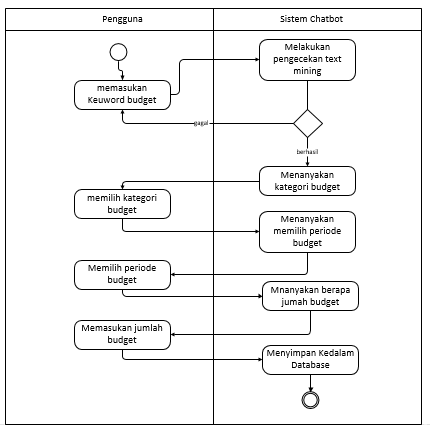 Pengguna
Sistem Chatbot
Melakukan
pengecekan text
mining
memasukan
Keuword budget
gagal
berhasil
Menanyakan
kategori budget
memilih kategori
budget
Menanyakan
memilih periode
budget
Memilih periode
budget
Mnanyakan berapa
jumah budget
Memasukan jumlah
budget
Menyimpan Kedalam
Database